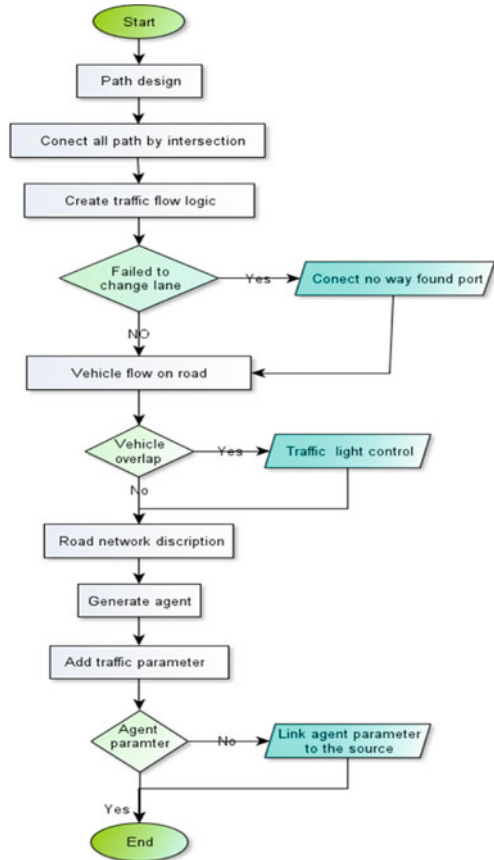 Start
Path design
Conect all path by intersection
Create traffic flow logic
Failed to
change lane
Yes
Conect no way found port
NO
Vehicle flow on road
Vehicle
overlap
Yes
Traffic light control
No
Road network discription
Generate agent
Add traffic parameter
Agent
paramter
No
Link agent parameter
to the source
Yes
End